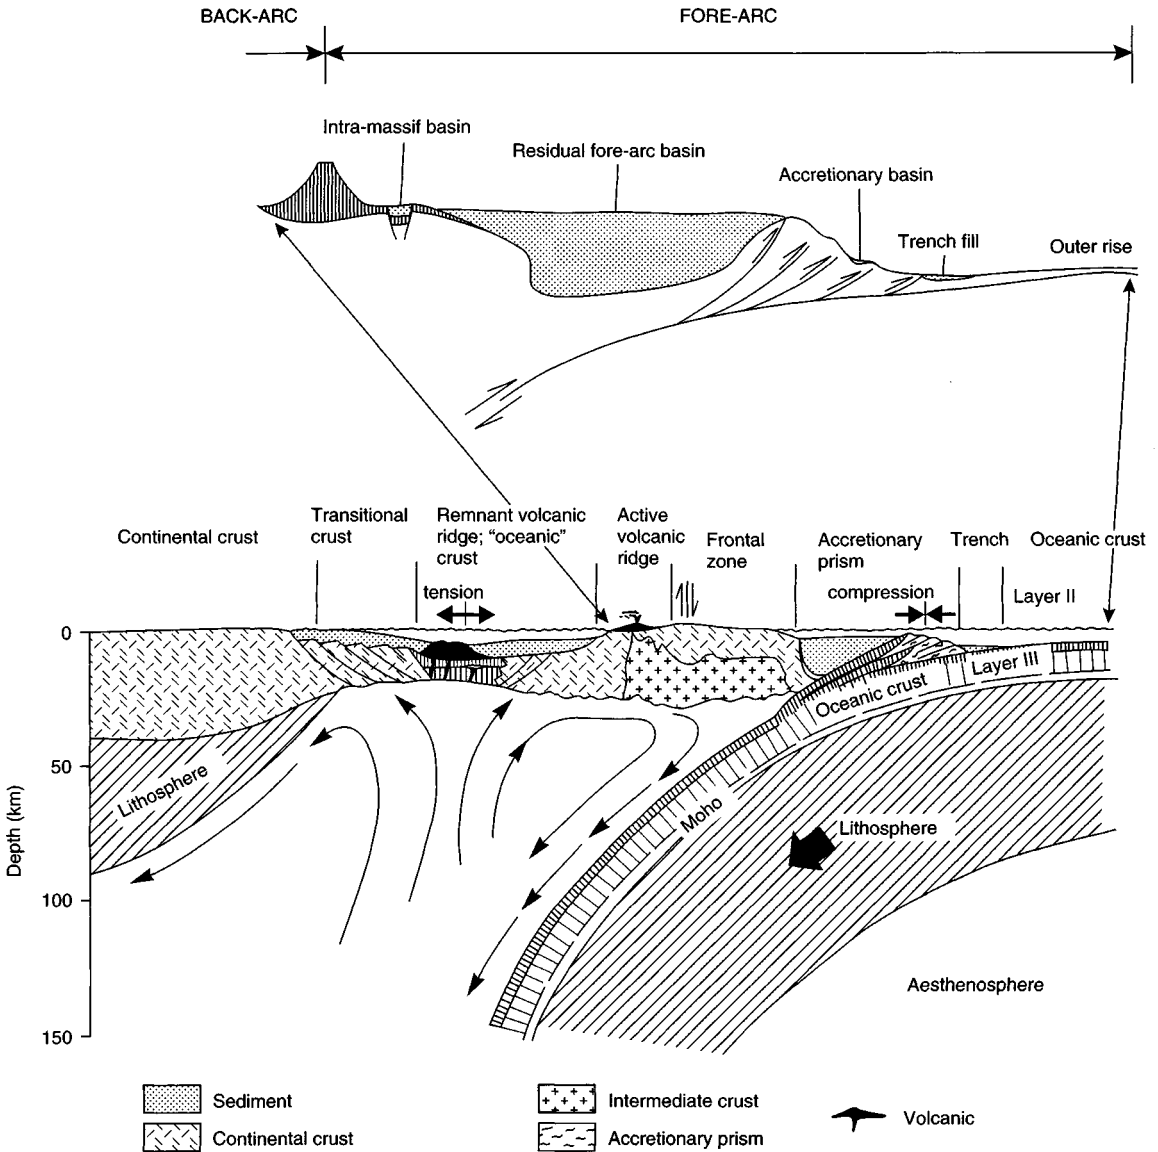 BACK-ARC
FORE-ARC
Intra-massif basin
Residual fore-arc basin
Accretionary basin
Trench fill
Outer rise
Continental crust
Transitional
crust
Remnant volcanic
ridge; “oceanic”
crust
Active
volcanic
ridge
Frontal
zone
Accretionary
prism
Trench
Oceanic crust
tension
compression
Layer II
0
Layer III
Oceanic crust
50
Lithosphere
Moho
Lithosphere
Depth (km)
100
Aesthenosphere
150
Sediment
Intermediate crust
Volcanic
Continental crust
Accretionary prism